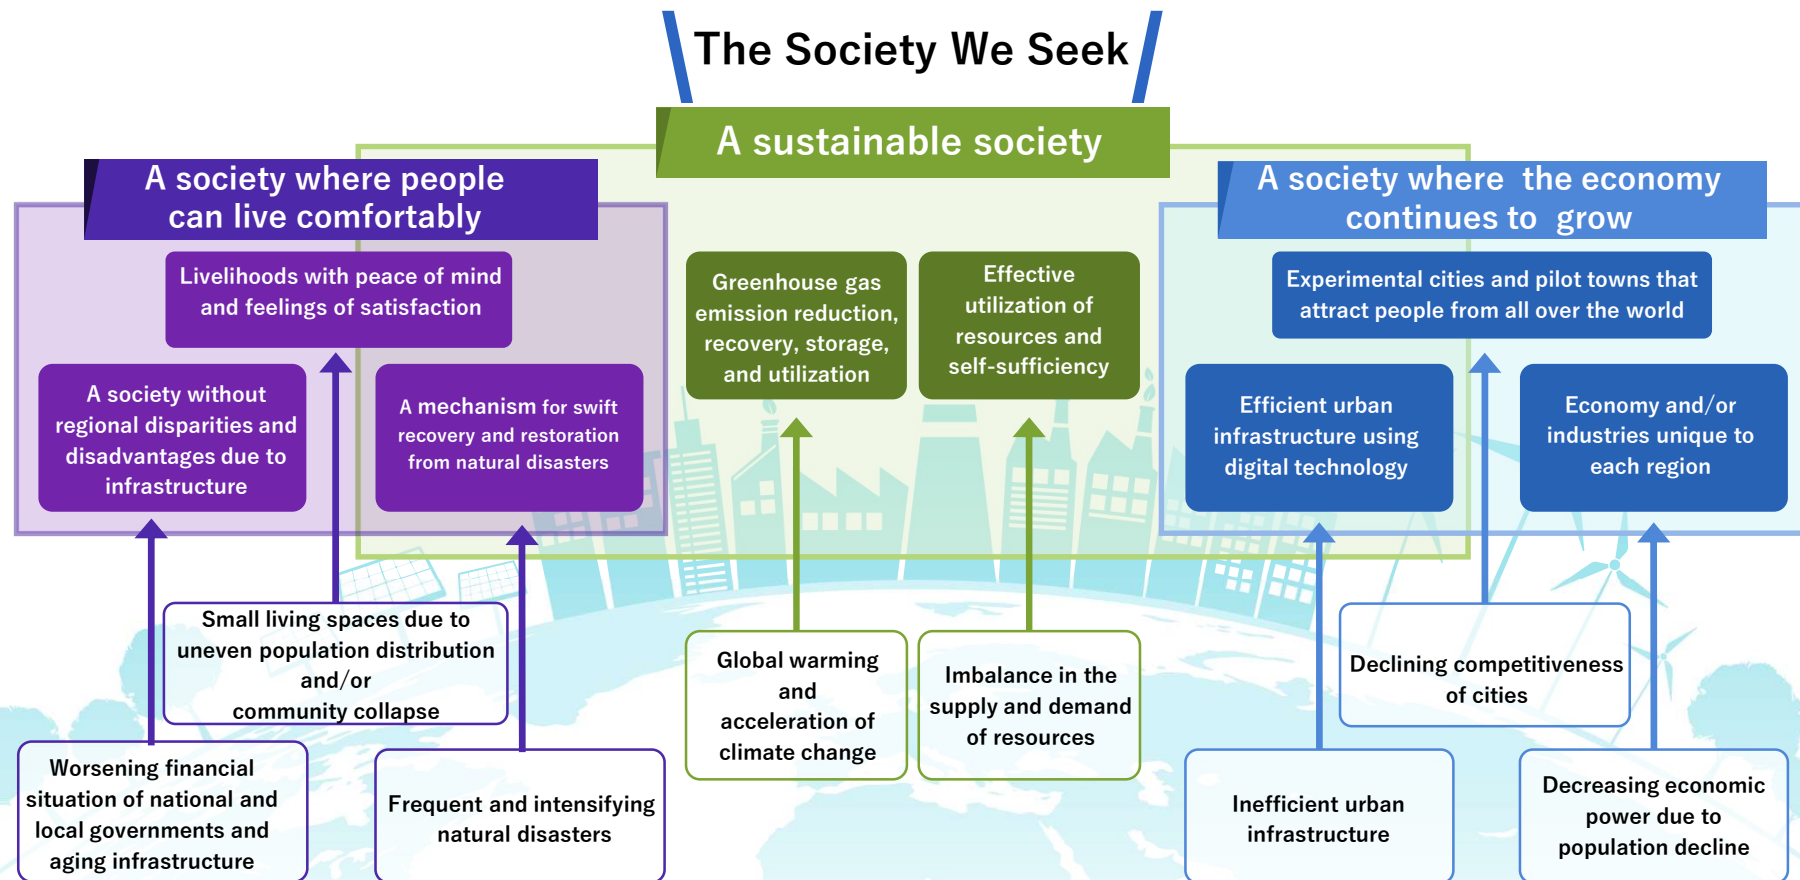 The Society We Seek
A sustainable society
A society where people
can live comfortably
A society where the economy
continues to grow
Livelihoods with peace of mind
and feelings of satisfaction
A society without
regional disparities and
disadvantages due to
infrastructure
A mechanism for swift
recovery and restoration
from natural disasters
Greenhouse gas
emission reduction,
recovery, storage,
and utilization
Effective
utilization of
resources and
self-sufficiency
Experimental cities and pilot towns that
attract people from all over the world
Efficient urban
infrastructure using
digital technology
Economy and/or
industries unique to
each region
Small living spaces due to
uneven population distribution
and/or
community collapse
Worsening financial
situation of national and
local governments and
aging infrastructure
Frequent and intensifying
natural disasters
Global warming
and
acceleration of
climate change
Imbalance in the
supply and demand
of resources
Declining competitiveness
of cities
Inefficient urban
infrastructure
Decreasing economic
power due to
population decline